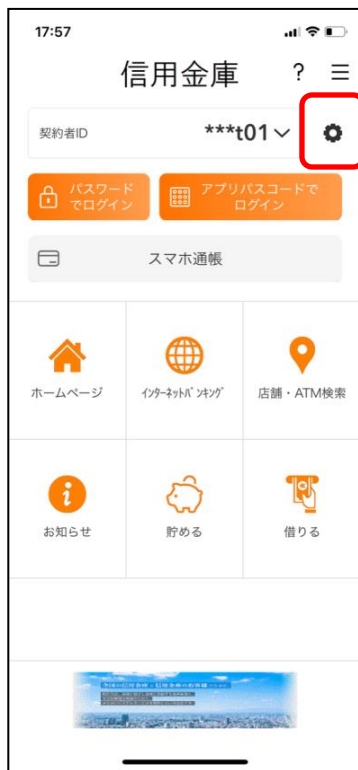 17:57
信用金庫
?
契約者ID
***t01
パスワード
でログイン
アプリパスコードで
ログイン
スマホ通帳
ホームページ
インターネットバンキング
店舗・ATM検索
お知らせ
貯める
借りる